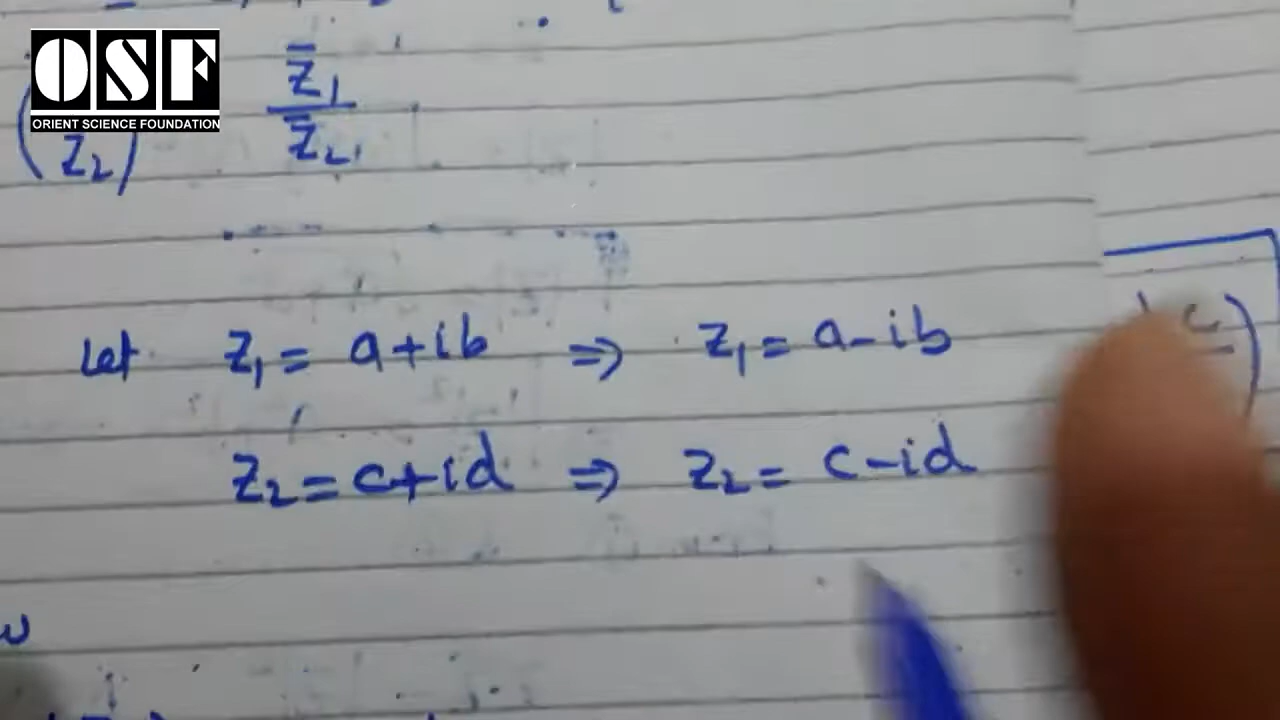 OSF
ORIENT SCIENCE FOUNDATION
z̅₁
(z₂) z̅₂
Let z₁ = a+ib ⇒ z₁ = a-ib
z₂ = c+id ⇒ z₂ = c-id